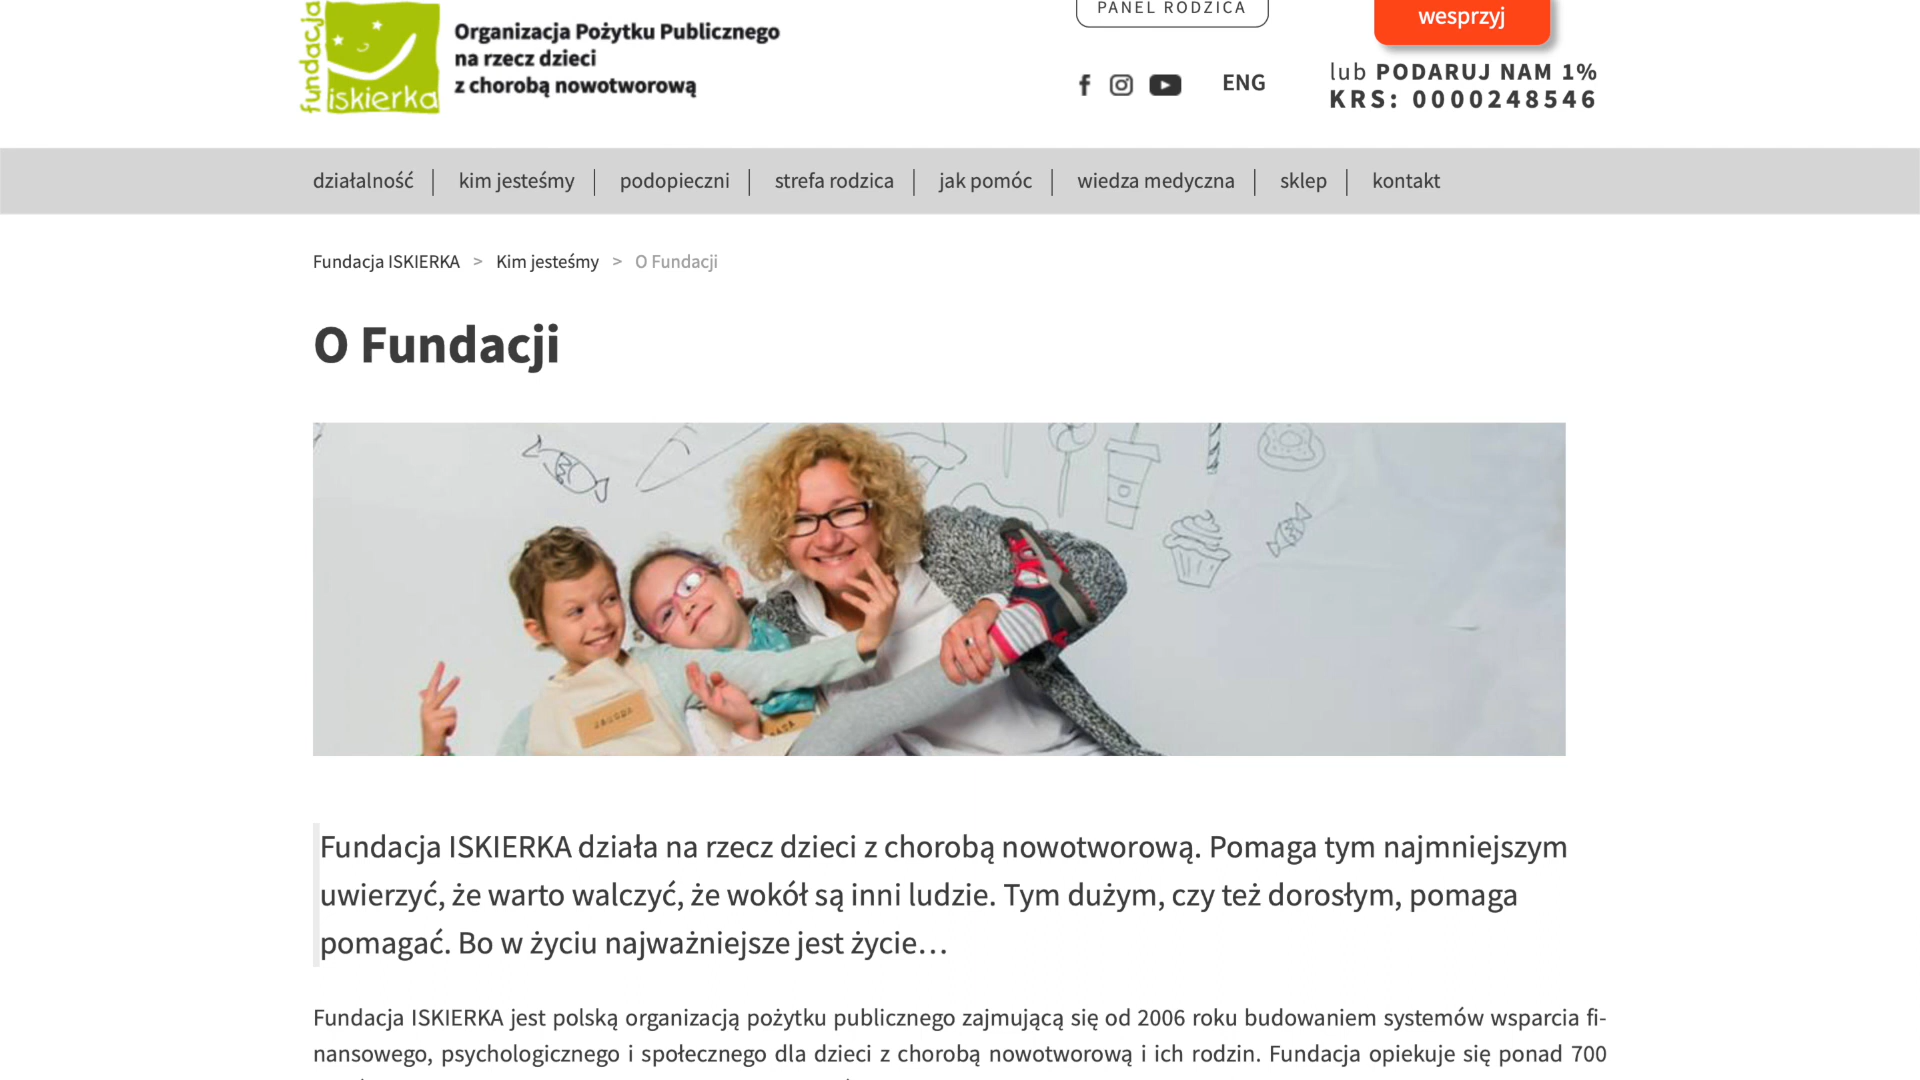 fundacja
iskierka
Organizacja Pożytku Publicznego
na rzecz dzieci
z chorobą nowotworową
PANEL RODZICA
ENG
wesprzyj
lub PODARUJ NAM 1%
KRS: 0000248546
działalność | kim jesteśmy | podopieczni | strefa rodzica | jak pomóc | wiedza medyczna | sklep | kontakt
Fundacja ISKIERKA > Kim jesteśmy > O Fundacji
O Fundacji
JAGODA
Fundacja ISKIERKA działa na rzecz dzieci z chorobą nowotworową. Pomaga tym najmniejszym
uwierzyć, że warto walczyć, że wokół są inni ludzie. Tym dużym, czy też dorosłym, pomaga
pomagać. Bo w życiu najważniejsze jest życie…
Fundacja ISKIERKA jest polską organizacją pożytku publicznego zajmującą się od 2006 roku budowaniem systemów wsparcia fi-
nansowego, psychologicznego i społecznego dla dzieci z chorobą nowotworową i ich rodzin. Fundacja opiekuje się ponad 700